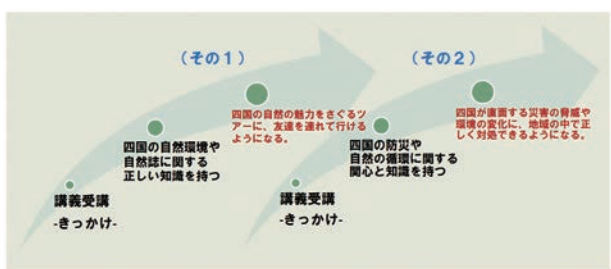 （その１）
四国の自然の魅力をさぐるツ
アーに、友達を連れて行ける
ようになる。
四国の自然環境や
自然誌に関する
正しい知識を持つ
講義受講
-きっかけ-
（その２）
四国が直面する災害の脅威や
環境の変化に、地域の中で正
しく対処できるようになる。
四国の防災や
自然の循環に関する
関心と知識を持つ
講義受講
-きっかけ-